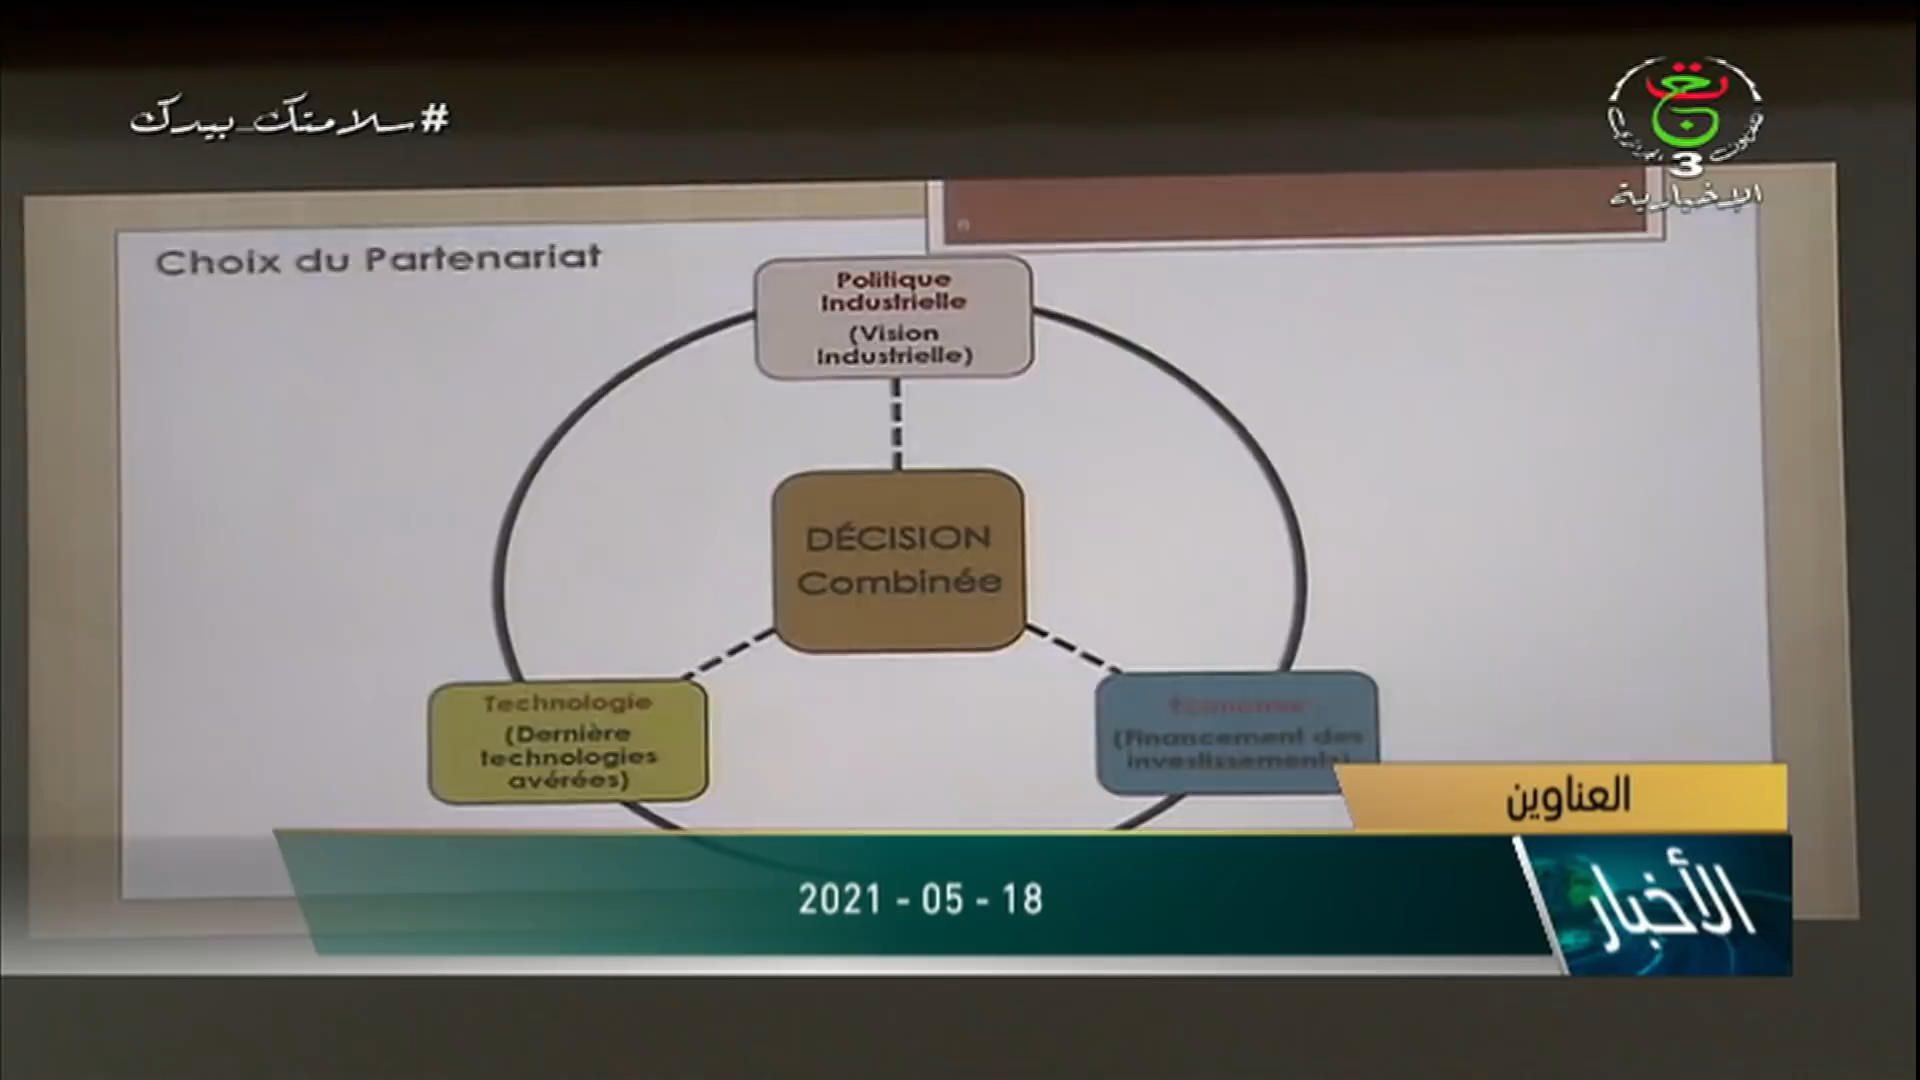 #سلامتك_بيدك
3
الإخبارية
Choix du Partenariat
Politique
Industrielle
(Vision
Industrielle)
DÉCISION
Combinée
Technologie
(Dernière
technologies
avérées)
(Financement des
investissements)
العناوين
2021 - 05 - 18
الأخبار